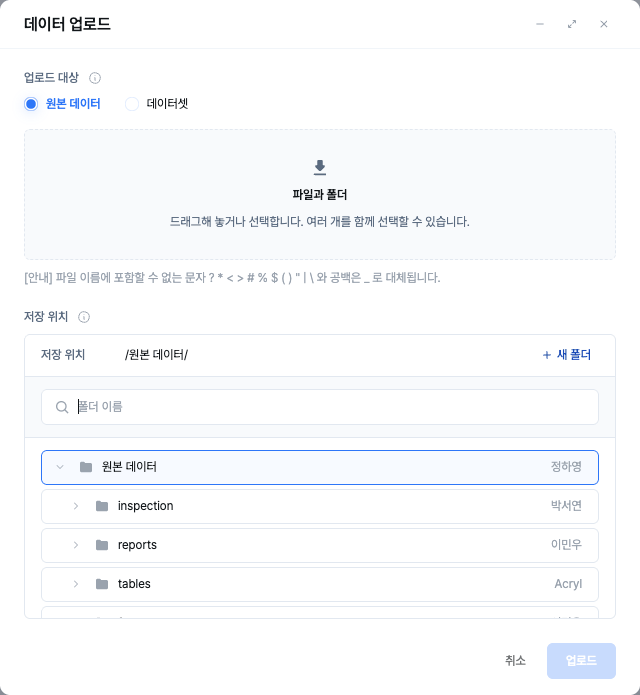 데이터 업로드
업로드 대상
원본 데이터 데이터셋
파일과 폴더
드래그해 놓거나 선택합니다. 여러 개를 함께 선택할 수 있습니다.
[안내] 파일 이름에 포함할 수 없는 문자 ? * < > # % $ ( ) " | \ 와 공백은 _ 로 대체됩니다.
저장 위치
저장 위치 /원본 데이터/ + 새 폴더
폴더 이름
원본 데이터 정하영
inspection 박서연
reports 이민우
tables Acryl
취소 업로드